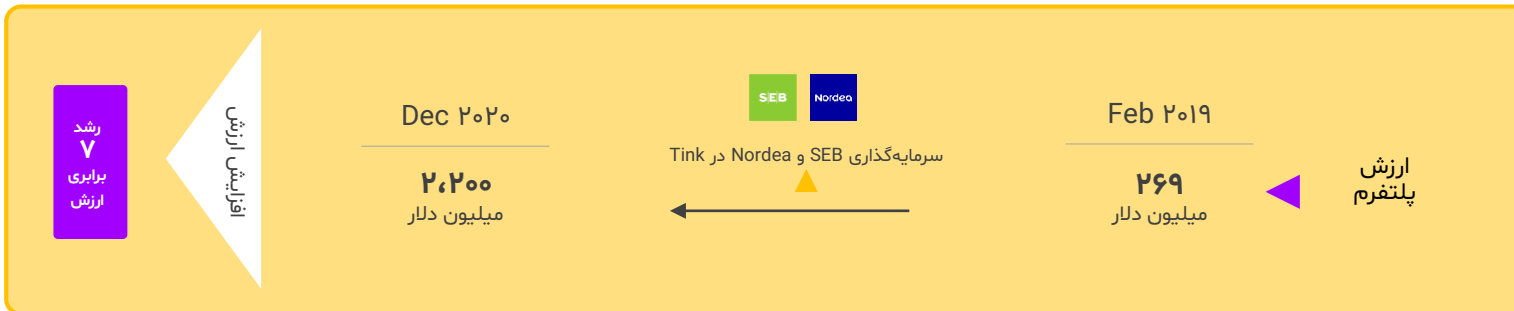 ارزش
پلتفرم
Feb ۲۰۱۹
۲۶۹
میلیون دلار
SEB
Nordea
سرمایه‌گذاری SEB و Nordea در Tink
Dec ۲۰۲۰
۲،۲۰۰
میلیون دلار
افزایش ارزش
رشد
۷
برابری
ارزش